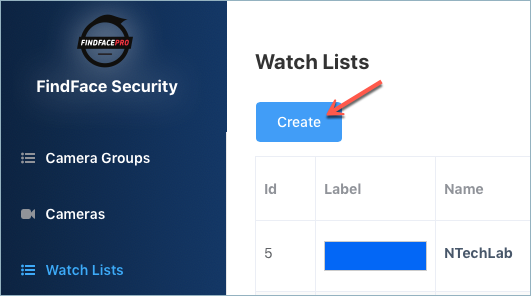 FINDFACEPRO
FindFace Security
Camera Groups
Cameras
Watch Lists
Watch Lists
Create
Id Label Name
5 NTechLab